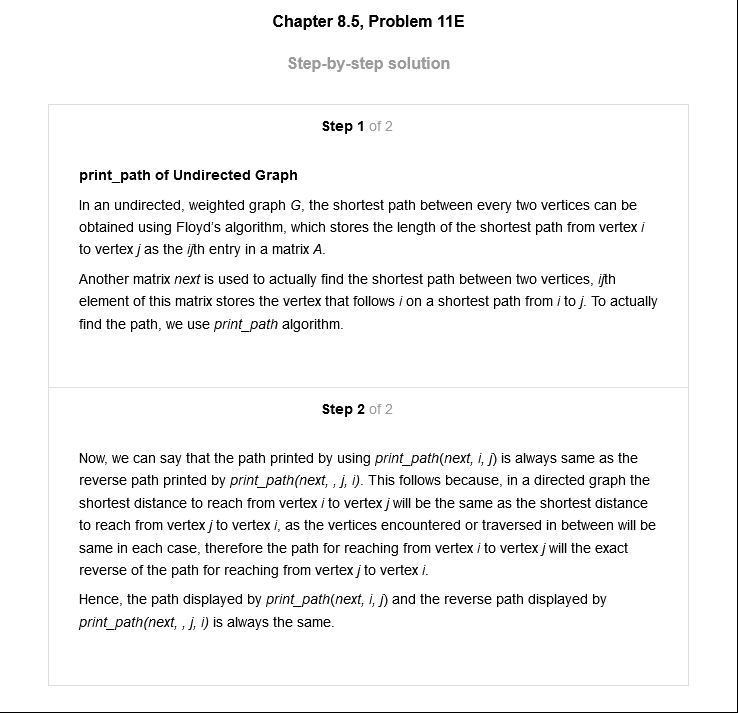 Chapter 8.5, Problem 11E
Step-by-step solution
Step 1 of 2
print_path of Undirected Graph
In an undirected, weighted graph G, the shortest path between every two vertices can be
obtained using Floyd's algorithm, which stores the length of the shortest path from vertex i
to vertex j as the ijth entry in a matrix A.
Another matrix next is used to actually find the shortest path between two vertices, ijth
element of this matrix stores the vertex that follows i on a shortest path from i to j. To actually
find the path, we use print_path algorithm.
Step 2 of 2
Now, we can say that the path printed by using print_path(next, i, j) is always same as the
reverse path printed by print_path(next, , j, i). This follows because, in a directed graph the
shortest distance to reach from vertex i to vertex j will be the same as the shortest distance
to reach from vertex j to vertex i, as the vertices encountered or traversed in between will be
same in each case, therefore the path for reaching from vertex i to vertex j will the exact
reverse of the path for reaching from vertex j to vertex i.
Hence, the path displayed by print_path(next, i, j) and the reverse path displayed by
print_path(next, , j, i) is always the same.